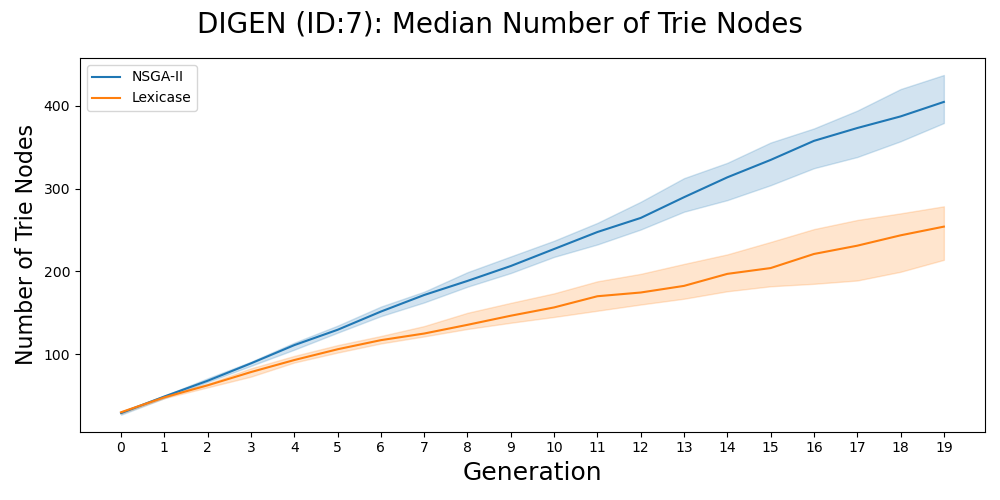 DIGEN (ID:7): Median Number of Trie Nodes
NSGA-II
Lexicase
Number of Trie Nodes
400
300
200
100
0 1 2 3 4 5 6 7 8 9 10 11 12 13 14 15 16 17 18 19
Generation